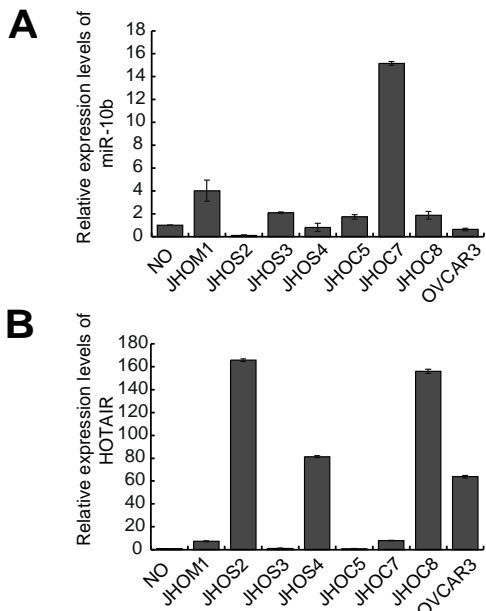 A
Relative expression levels of
miR-10b
18
16
14
12
10
8
6
4
2
0
NO
JHOM1
JHOS2
JHOS3
JHOS4
JHOC5
JHOC7
JHOC8
OVCAR3
B
Relative expression levels of
HOTAIR
180
160
140
120
100
80
60
40
20
0
NO
JHOM1
JHOS2
JHOS3
JHOS4
JHOC5
JHOC7
JHOC8
OVCAR3